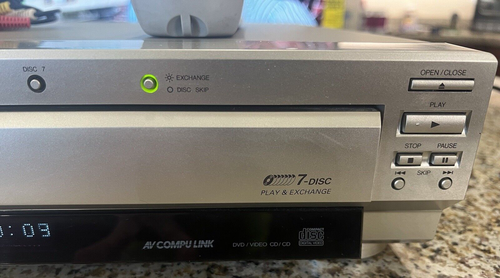 DISC 7
EXCHANGE
DISC SKIP
OPEN/CLOSE
PLAY
STOP PAUSE
SKIP
7-DISC
PLAY & EXCHANGE
:09
AV COMPU LINK
DVD / VIDEO CD / CD
disc